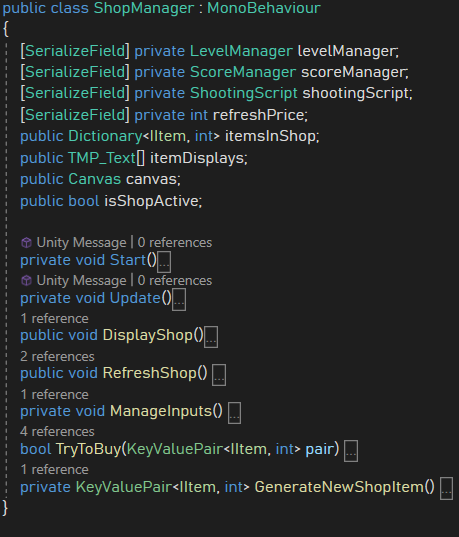 public class ShopManager : MonoBehaviour
{
[SerializeField] private LevelManager levelManager;
[SerializeField] private ScoreManager scoreManager;
[SerializeField] private ShootingScript shootingScript;
[SerializeField] private int refreshPrice;
public Dictionary<IItem, int> itemsInShop;
public TMP_Text[] itemDisplays;
public Canvas canvas;
public bool isShopActive;
Unity Message | 0 references
private void Start()...
Unity Message | 0 references
private void Update()...
1 reference
public void DisplayShop()...
2 references
public void RefreshShop() ...
1 reference
private void ManageInputs() ...
4 references
bool TryToBuy(KeyValuePair<IItem, int> pair) ...
1 reference
private KeyValuePair<IItem, int> GenerateNewShopItem() ...
}